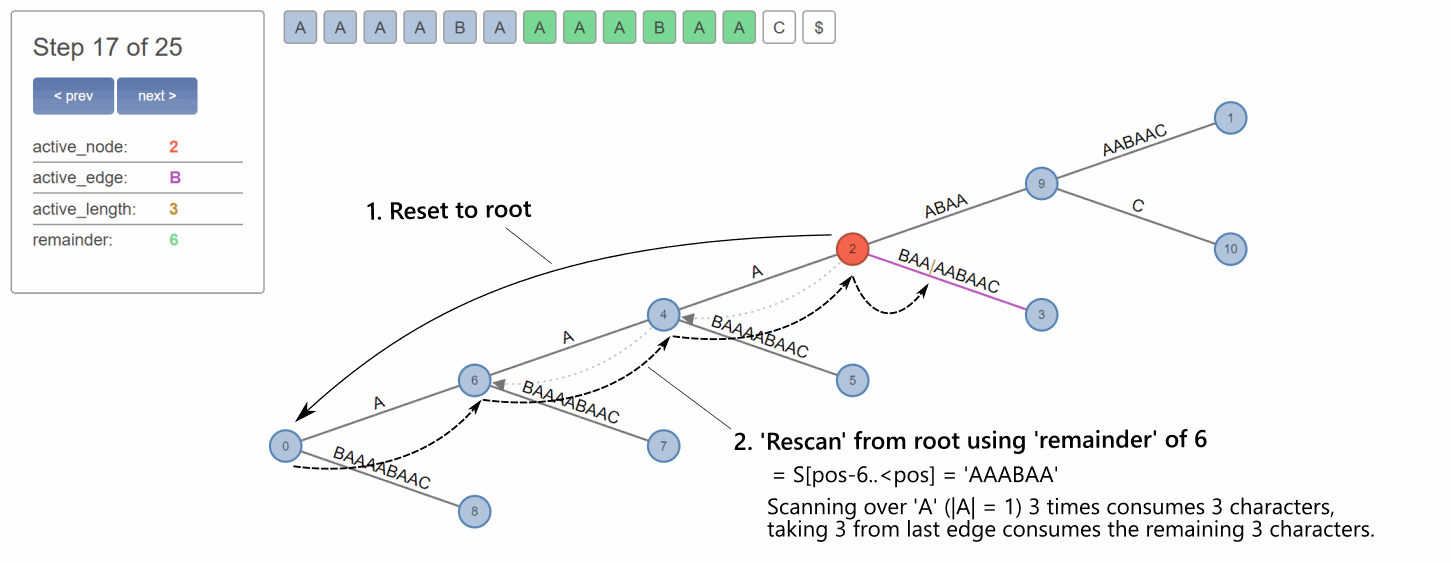 Step 17 of 25
< prev next >
active_node: 2
active_edge: B
active_length: 3
remainder: 6
A A A A B A A A A B A A C $
1. Reset to root
1
AABAAC
9
ABAA
C
2
10
BAA|AABAAC
A
3
4
BAAAABAAC
A
5
6
BAAAABAAC
A
7
0
BAAAABAAC
8
2. 'Rescan' from root using 'remainder' of 6
= S[pos-6..<pos] = 'AAABAA'
Scanning over 'A' (|A| = 1) 3 times consumes 3 characters,
taking 3 from last edge consumes the remaining 3 characters.